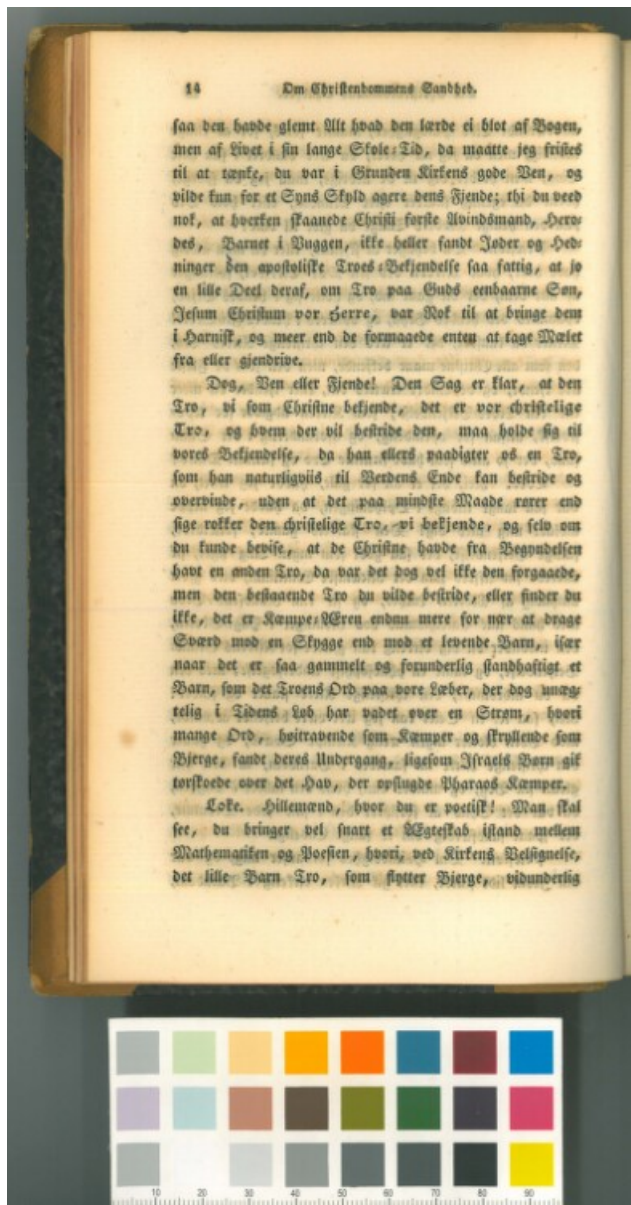 14 Om Christendommens Sandhed.
saa den havde glemt Alt hvad den lærde ei blot af Bogen,
men af Livet i sin lange Skole-Tid, da maatte jeg fristes
til at tænke, du var i Grunden Kirkens gode Ven, og
vilde kun for et Syns Skyld agere dens Fjende; thi du veed
nok, at hverken skaanede Christi første Avindsmand, Hero-
des, Barnet i Vuggen, ikke heller fandt Jøder og Hed-
ninger den apostoliske Troes-Bekjendelse saa fattig, at jo
en lille Deel deraf, om Tro paa Guds eenbaarne Søn,
Jesum Christum vor Herre, var Nok til at bringe dem
i Harnisk, og meer end de formaaede enten at tage Mælet
fra eller gjendrive.
Dog, Ven eller Fjende! Den Sag er klar, at den
Tro, vi som Christne bekjende, det er vor christelige
Tro, og hvem der vil bestride den, maa holde sig til
vores Bekjendelse, da han ellers paadigter os en Tro,
som han naturligviis til Verdens Ende kan bestride og
overvinde, uden at det paa mindste Maade rører end
sige rokker den christelige Tro, vi bekjende, og selv om
du kunde bevise, at de Christne havde fra Begyndelsen
havt en anden Tro, da var det dog vel ikke den forgaaede,
men den bestaaende Tro du vilde bestride, eller finder du
ikke, det er Kæmpe-Æren endnu mere for nær at drage
Sværd mod en Skygge end mod et levende Barn, især
naar det er saa gammelt og forunderlig standhaftigt et
Barn, som det Troens Ord paa vore Læber, der dog unæg-
telig i Tidens Løb har vadet over en Strøm, hvori
mange Ord, høitravende som Kæmper og skryllende som
Bjerge, fandt deres Undergang, ligesom Israels Børn gik
tørskoede over det Hav, der opslugde Pharaos Kæmper.
Loke. Hillemænd, hvor du er poetisk! Man skal
see, du bringer vel snart et Ægteskab istand mellem
Mathematiken og Poesien, hvori, ved Kirkens Velsignelse,
det lille Barn Tro, som flytter Bjerge, vidunderlig
10 20 30 40 50 60 70 80 90